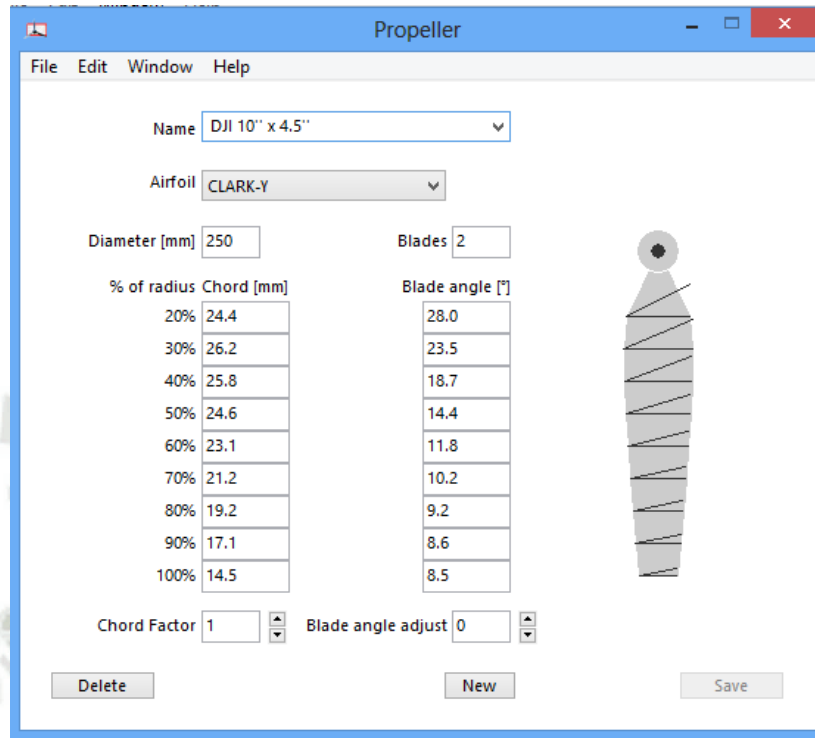 Propeller
File Edit Window Help
Name DJI 10'' x 4.5''
Airfoil CLARK-Y
Diameter [mm] 250 Blades 2
% of radius Chord [mm] Blade angle [°]
20% 24.4 28.0
30% 26.2 23.5
40% 25.8 18.7
50% 24.6 14.4
60% 23.1 11.8
70% 21.2 10.2
80% 19.2 9.2
90% 17.1 8.6
100% 14.5 8.5
Chord Factor 1 Blade angle adjust 0
Delete New Save